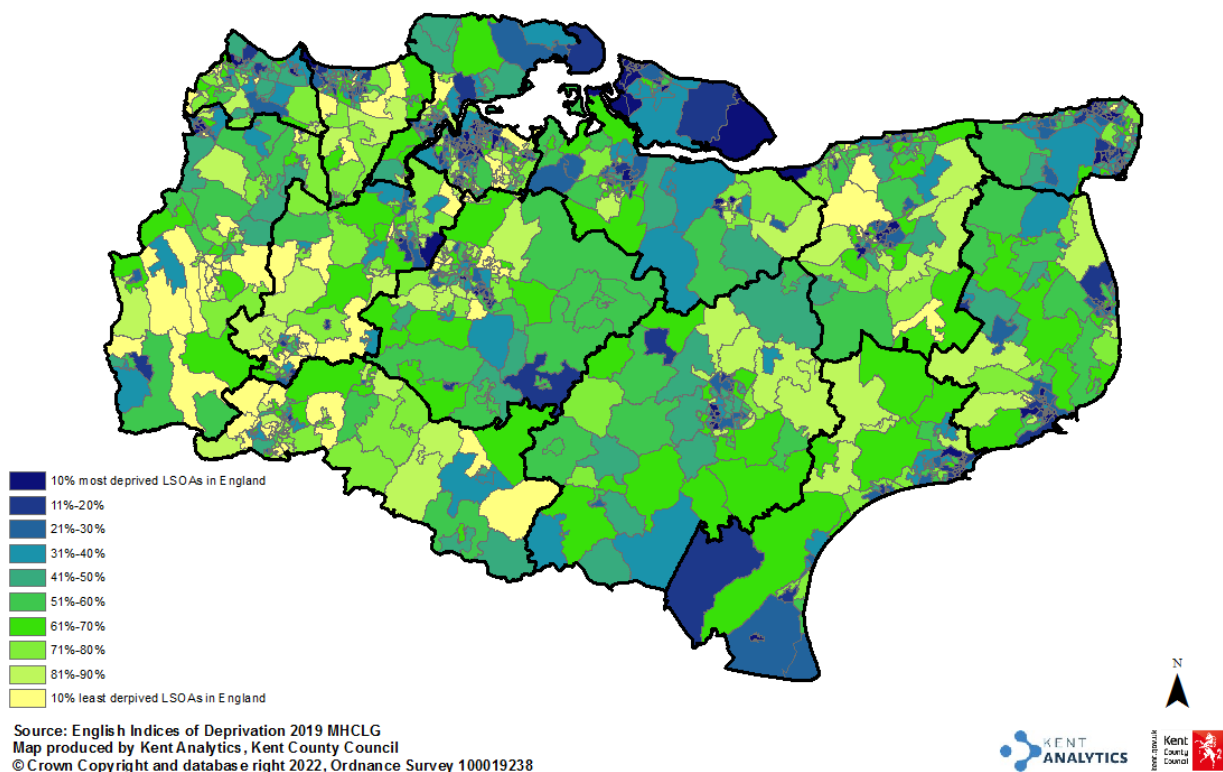 10% most deprived LSOAs in England
11%-20%
21%-30%
31%-40%
41%-50%
51%-60%
61%-70%
71%-80%
81%-90%
10% least derpived LSOAs in England
N
Source: English Indices of Deprivation 2019 MHCLG
Map produced by Kent Analytics, Kent County Council
© Crown Copyright and database right 2022, Ordnance Survey 100019238
KENT
ANALYTICS
Kent
County
Council
kent.gov.uk